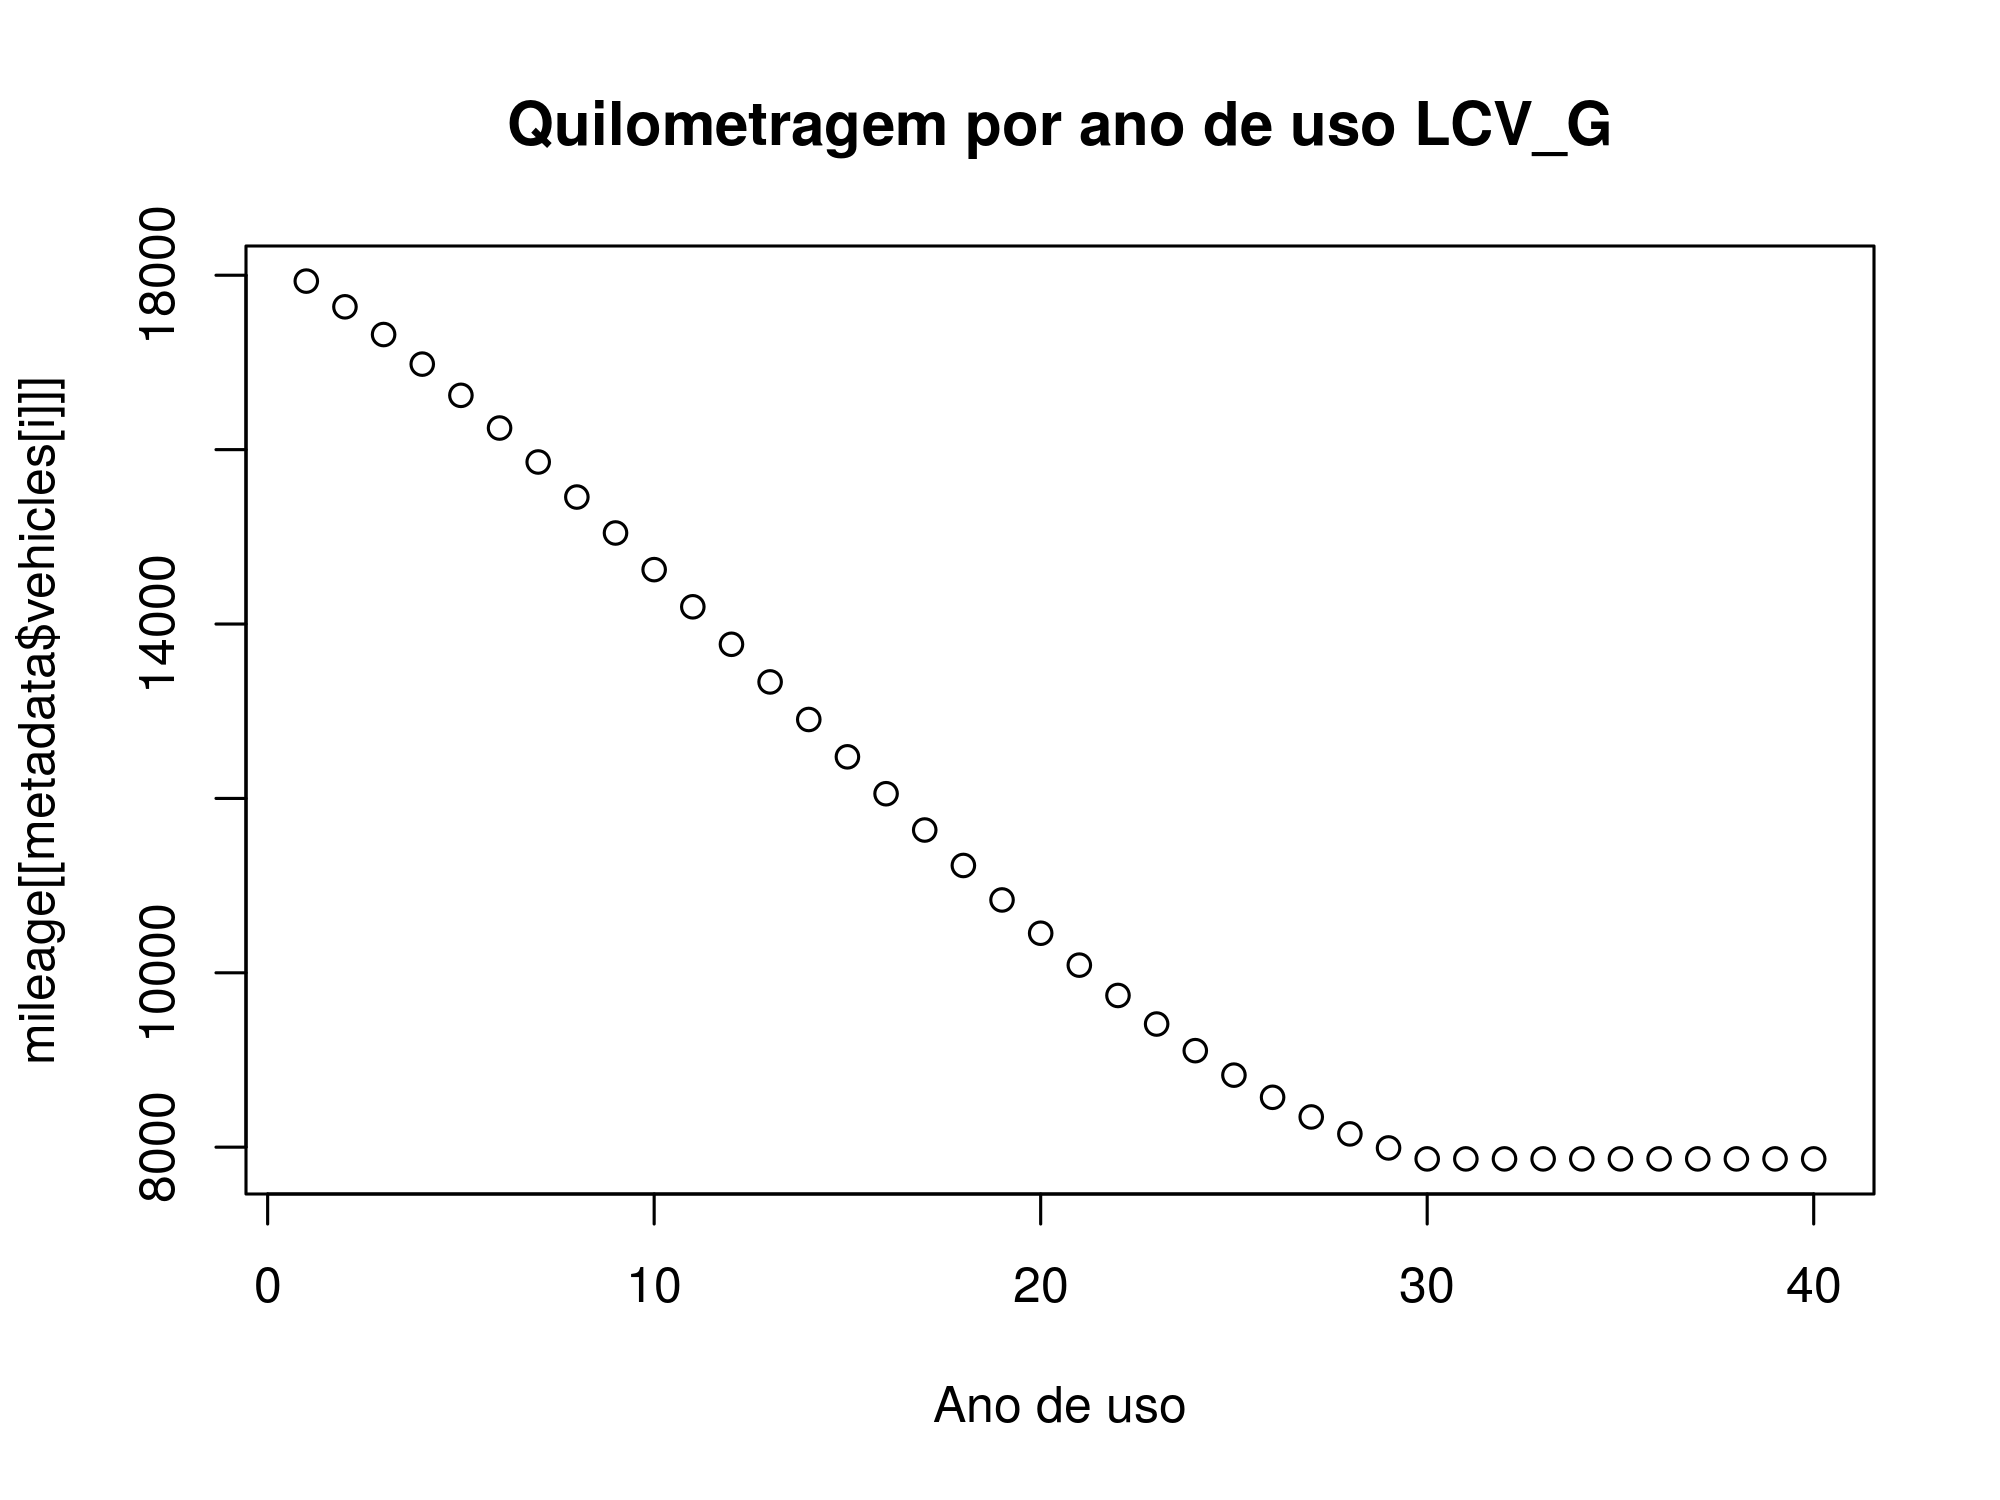 Quilometragem por ano de uso LCV_G
mileage[[metadata$vehicles[i]]]
18000
14000
10000
8000
0 10 20 30 40
Ano de uso